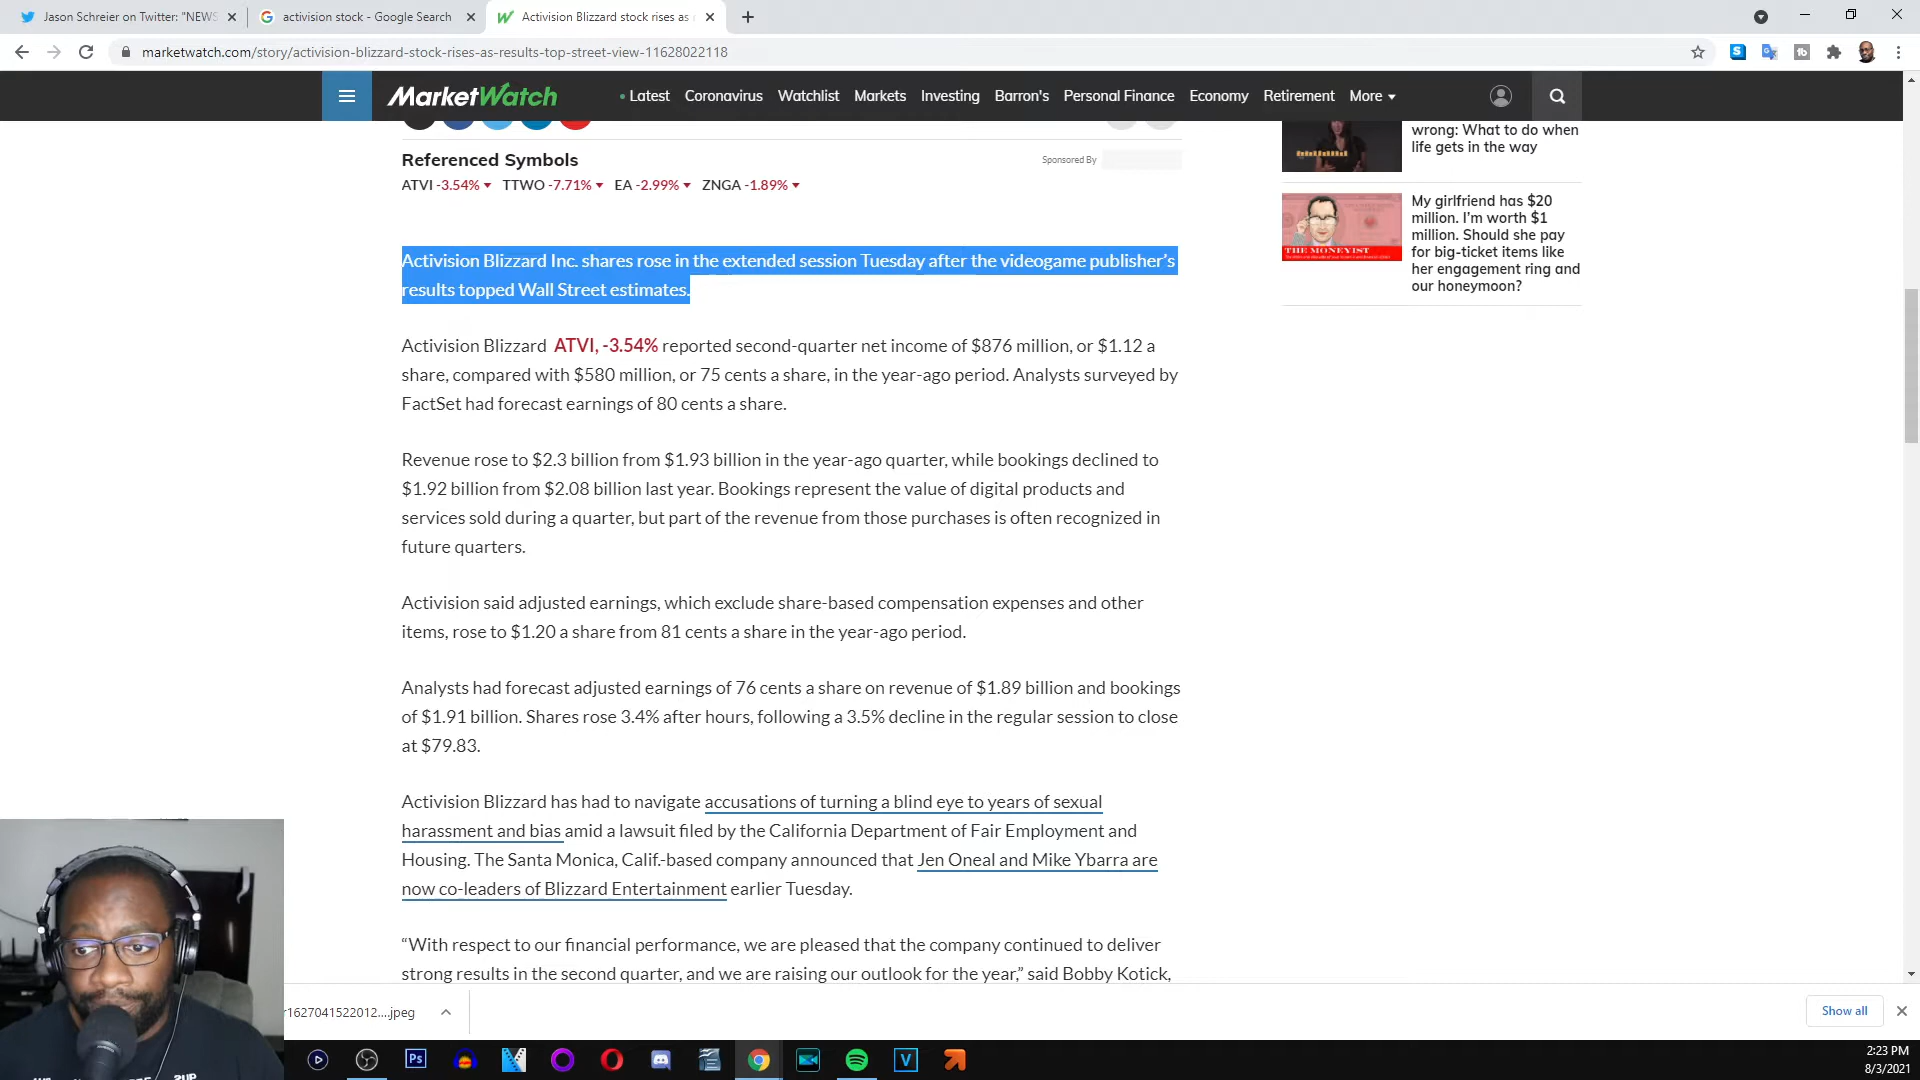 Jason Schreier on Twitter: "NEWS
activision stock - Google Search
Activision Blizzard stock rises as
marketwatch.com/story/activision-blizzard-stock-rises-as-results-top-street-view-11628022118
MarketWatch
Latest
Coronavirus
Watchlist
Markets
Investing
Barron's
Personal Finance
Economy
Retirement
More
Referenced Symbols
Sponsored By
ATVI -3.54% TTWO -7.71% EA -2.99% ZNGA -1.89%
Activision Blizzard Inc. shares rose in the extended session Tuesday after the videogame publisher’s
results topped Wall Street estimates.
Activision Blizzard ATVI, -3.54% reported second-quarter net income of $876 million, or $1.12 a
share, compared with $580 million, or 75 cents a share, in the year-ago period. Analysts surveyed by
FactSet had forecast earnings of 80 cents a share.
Revenue rose to $2.3 billion from $1.93 billion in the year-ago quarter, while bookings declined to
$1.92 billion from $2.08 billion last year. Bookings represent the value of digital products and
services sold during a quarter, but part of the revenue from those purchases is often recognized in
future quarters.
Activision said adjusted earnings, which exclude share-based compensation expenses and other
items, rose to $1.20 a share from 81 cents a share in the year-ago period.
Analysts had forecast adjusted earnings of 76 cents a share on revenue of $1.89 billion and bookings
of $1.91 billion. Shares rose 3.4% after hours, following a 3.5% decline in the regular session to close
at $79.83.
Activision Blizzard has had to navigate accusations of turning a blind eye to years of sexual
harassment and bias amid a lawsuit filed by the California Department of Fair Employment and
Housing. The Santa Monica, Calif.-based company announced that Jen Oneal and Mike Ybarra are
now co-leaders of Blizzard Entertainment earlier Tuesday.
“With respect to our financial performance, we are pleased that the company continued to deliver
strong results in the second quarter, and we are raising our outlook for the year,” said Bobby Kotick,
wrong: What to do when
life gets in the way
THE MONEYIST
My girlfriend has $20
million. I’m worth $1
million. Should she pay
for big-ticket items like
her engagement ring and
our honeymoon?
r1627041522012....jpeg
Show all
Ps
V
2:23 PM
8/3/2021